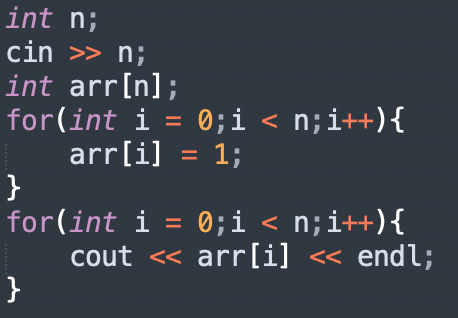 int n;
cin >> n;
int arr[n];
for(int i = 0;i < n;i++){
    arr[i] = 1;
}
for(int i = 0;i < n;i++){
    cout << arr[i] << endl;
}